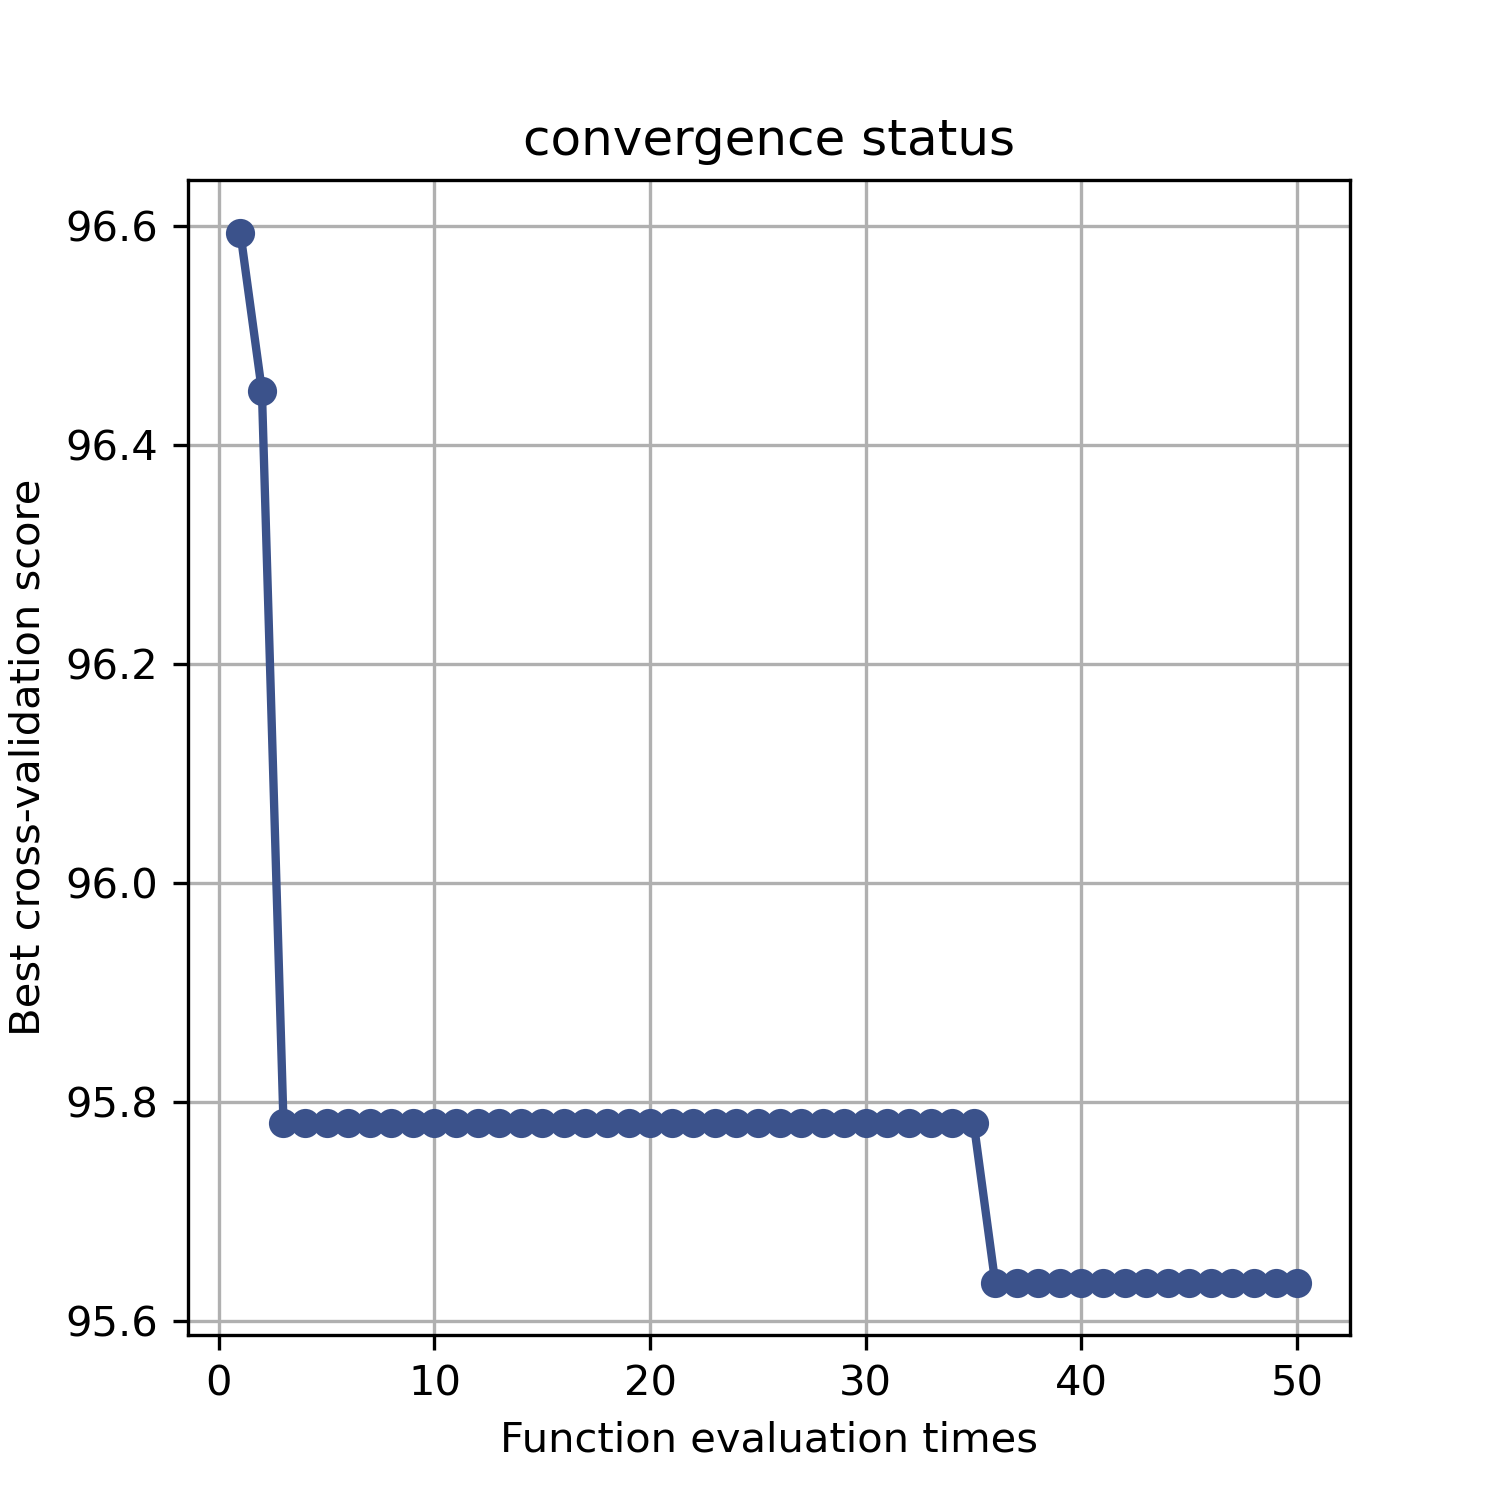 convergence status
Best cross-validation score
96.6
96.4
96.2
96.0
95.8
95.6
0 10 20 30 40 50
Function evaluation times